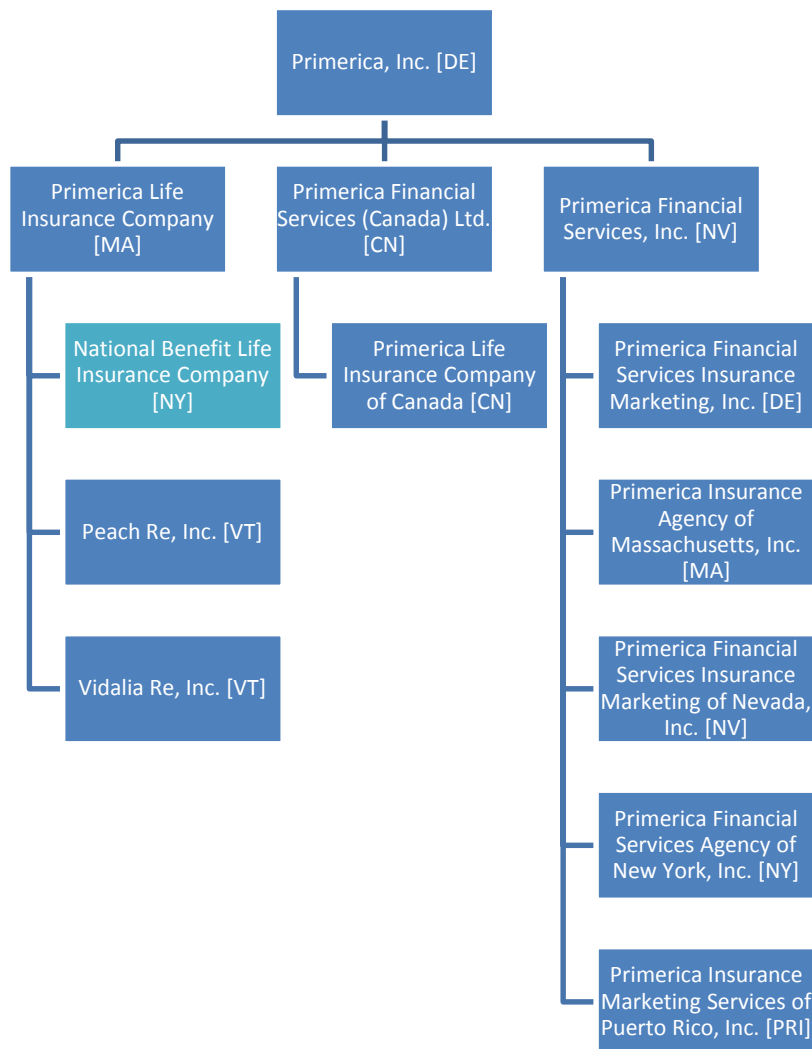 Primerica, Inc. [DE]
Primerica Life
Insurance Company
[MA]
Primerica Financial
Services (Canada) Ltd.
[CN]
Primerica Financial
Services, Inc. [NV]
National Benefit Life
Insurance Company
[NY]
Primerica Life
Insurance Company
of Canada [CN]
Primerica Financial
Services Insurance
Marketing, Inc. [DE]
Peach Re, Inc. [VT]
Primerica Insurance
Agency of
Massachusetts, Inc.
[MA]
Vidalia Re, Inc. [VT]
Primerica Financial
Services Insurance
Marketing of Nevada,
Inc. [NV]
Primerica Financial
Services Agency of
New York, Inc. [NY]
Primerica Insurance
Marketing Services of
Puerto Rico, Inc. [PRI]